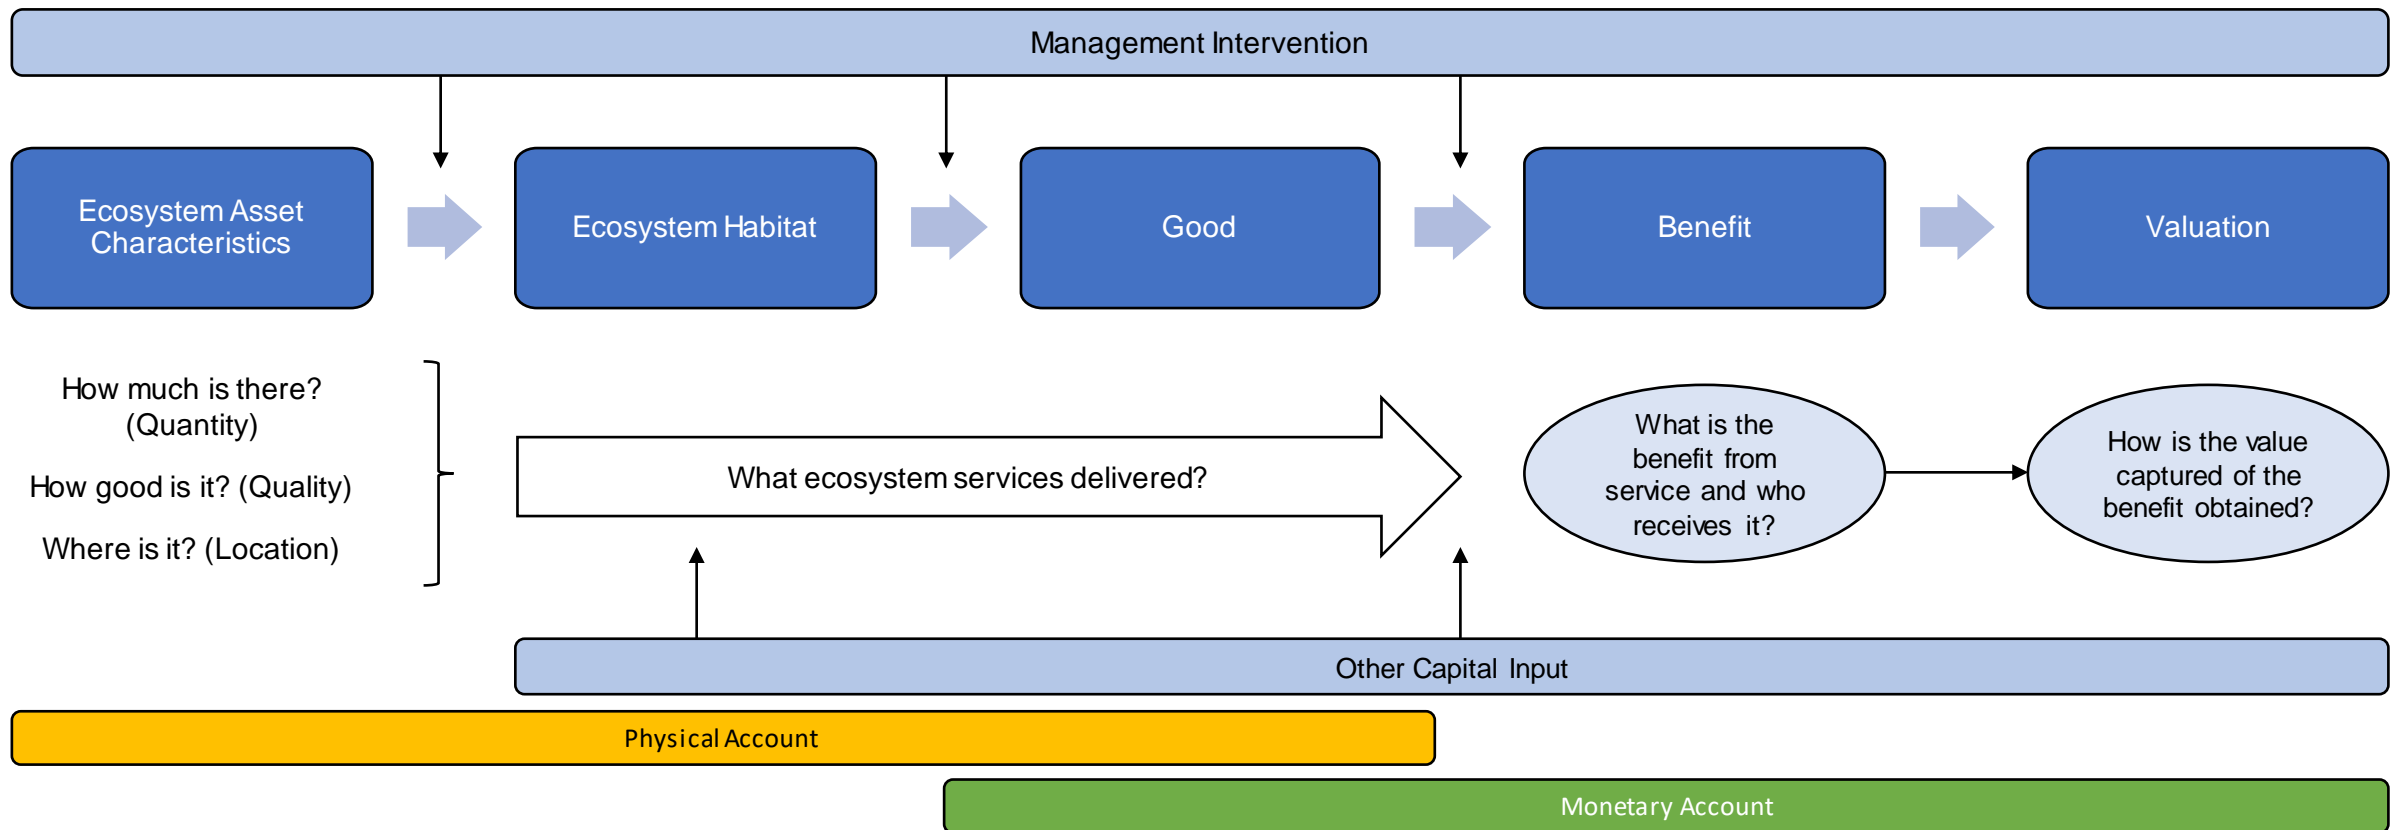 Management Intervention
Ecosystem Asset
Characteristics
Ecosystem Habitat
Good
Benefit
Valuation
How much is there?
(Quantity)
How good is it? (Quality)
Where is it? (Location)
What ecosystem services delivered?
What is the
benefit from
service and who
receives it?
How is the value
captured of the
benefit obtained?
Other Capital Input
Physical Account
Monetary Account